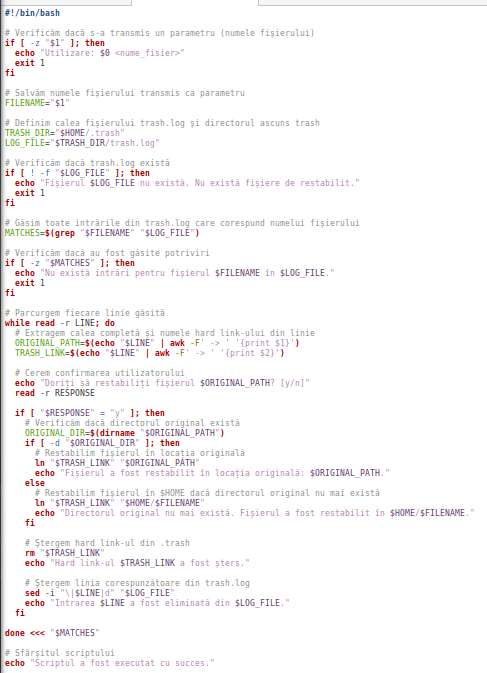 #!/bin/bash
# Verificăm dacă s-a transmis un parametru (numele fișierului)
if [ -z "$1" ]; then
echo "Utilizare: $0 <nume_fisier>"
exit 1
fi
# Salvăm numele fișierului transmis ca parametru
FILENAME="$1"
# Definim calea fișierului trash.log și directorul ascuns trash
TRASH_DIR="$HOME/.trash"
LOG_FILE="$TRASH_DIR/trash.log"
# Verificăm dacă trash.log există
if [ ! -f "$LOG_FILE" ]; then
echo "Fișierul $LOG_FILE nu există. Nu există fișiere de restabilit."
exit 1
fi
# Găsim toate intrările din trash.log care corespund numelui fișierului
MATCHES=$(grep "$FILENAME" "$LOG_FILE")
# Verificăm dacă au fost găsite potriviri
if [ -z "$MATCHES" ]; then
echo "Nu există intrări pentru fișierul $FILENAME în $LOG_FILE."
exit 1
fi
# Parcurgem fiecare linie găsită
while read -r LINE; do
# Extragem calea completă și numele hard link-ului din linie
ORIGINAL_PATH=$(echo "$LINE" | awk -F' -> ' '{print $1}')
TRASH_LINK=$(echo "$LINE" | awk -F' -> ' '{print $2}')
# Cerem confirmarea utilizatorului
echo "Doriți să restabiliți fișierul $ORIGINAL_PATH? [y/n]"
read -r RESPONSE
if [ "$RESPONSE" = "y" ]; then
# Verificăm dacă directorul original există
ORIGINAL_DIR=$(dirname "$ORIGINAL_PATH")
if [ -d "$ORIGINAL_DIR" ]; then
# Restabilim fișierul în locația originală
ln "$TRASH_LINK" "$ORIGINAL_PATH"
echo "Fișierul a fost restabilit în locația originală: $ORIGINAL_PATH."
else
# Restabilim fișierul în $HOME dacă directorul original nu mai există
ln "$TRASH_LINK" "$HOME/$FILENAME"
echo "Directorul original nu mai există. Fișierul a fost restabilit în $HOME/$FILENAME."
fi
# Ștergem hard link-ul din .trash
rm "$TRASH_LINK"
echo "Hard link-ul $TRASH_LINK a fost șters."
# Ștergem linia corespunzătoare din trash.log
sed -i "\|$LINE|d" "$LOG_FILE"
echo "Intrarea $LINE a fost eliminată din $LOG_FILE."
fi
done <<< "$MATCHES"
# Sfârșitul scriptului
echo "Scriptul a fost executat cu succes."